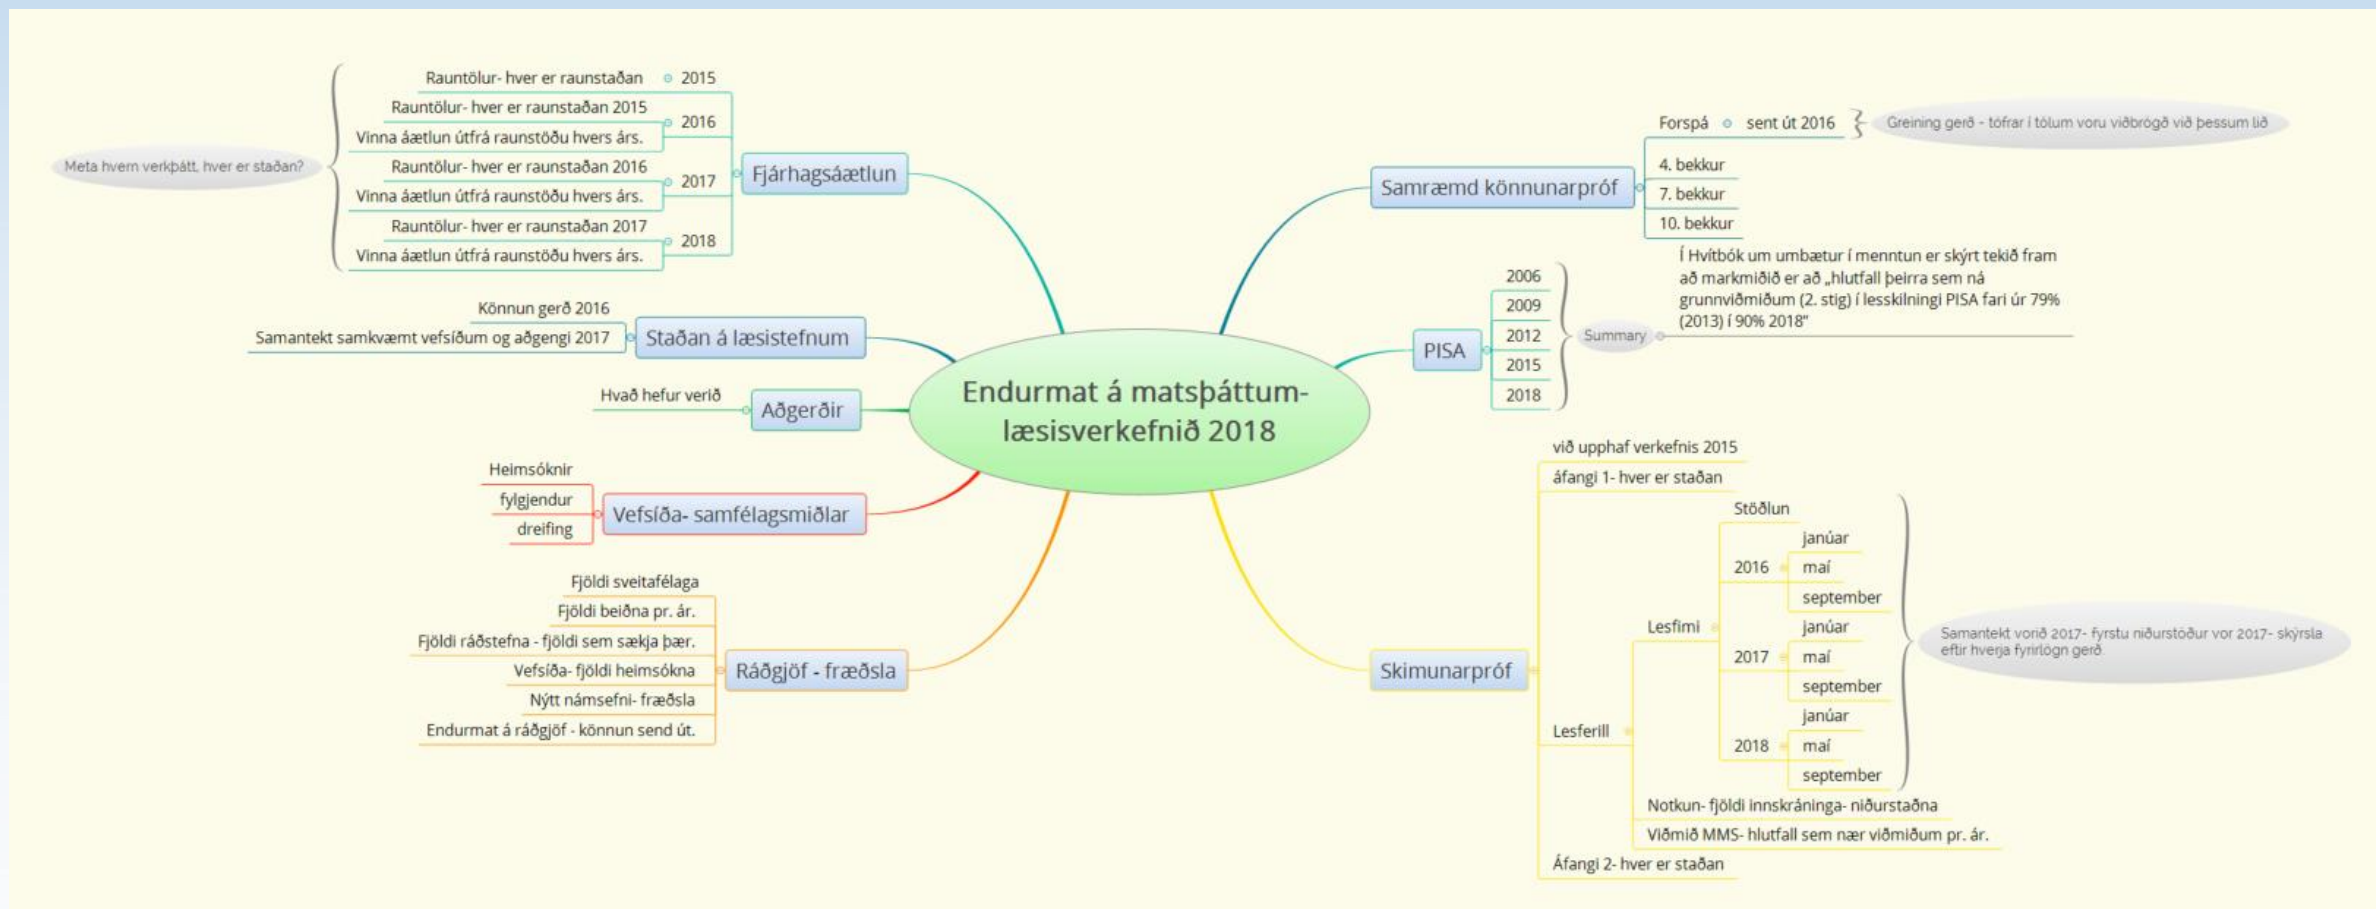 Endurmat á matsþáttum-
læsisverkefnið 2018
Samræmd könnunarpróf
Forspá
sent út 2016
Greining gerð - töfrar í tölum voru viðbrögð við þessum lið
4. bekkur
7. bekkur
10. bekkur
PISA
2006
2009
2012
2015
2018
Summary
Í Hvítbók um umbætur í menntun er skýrt tekið fram
að markmiðið er að „hlutfall þeirra sem ná
grunnviðmiðum (2. stig) í lesskilningi PISA fari úr 79%
(2013) í 90% 2018“
Skimunarpróf
við upphaf verkefnis 2015
áfangi 1- hver er staðan
Lesferill
Lesfimi
Stöðlun
2016
janúar
maí
september
2017
janúar
maí
september
2018
janúar
maí
september
Samantekt vorið 2017- fyrstu niðurstöður vor 2017- skýrsla
eftir hverja fyrirlögn gerð.
Notkun- fjöldi innskráninga- niðurstaðna
Viðmið MMS- hlutfall sem nær viðmiðum pr. ár.
Áfangi 2- hver er staðan
Fjárhagsáætlun
2015
Rauntölur- hver er raunstaðan
2016
Rauntölur- hver er raunstaðan 2015
Vinna áætlun útfrá raunstöðu hvers árs.
2017
Rauntölur- hver er raunstaðan 2016
Vinna áætlun útfrá raunstöðu hvers árs.
2018
Rauntölur- hver er raunstaðan 2017
Vinna áætlun útfrá raunstöðu hvers árs.
Meta hvern verkþátt, hver er staðan?
Staðan á læsistefnum
Könnun gerð 2016
Samantekt samkvæmt vefsíðum og aðgengi 2017
Aðgerðir
Hvað hefur verið
Vefsíða- samfélagsmiðlar
Heimsóknir
fylgjendur
dreifing
Ráðgjöf - fræðsla
Fjöldi sveitafélaga
Fjöldi beiðna pr. ár.
Fjöldi ráðstefna - fjöldi sem sækja þær.
Vefsíða- fjöldi heimsókna
Nýtt námsefni- fræðsla
Endurmat á ráðgjöf - könnun send út.